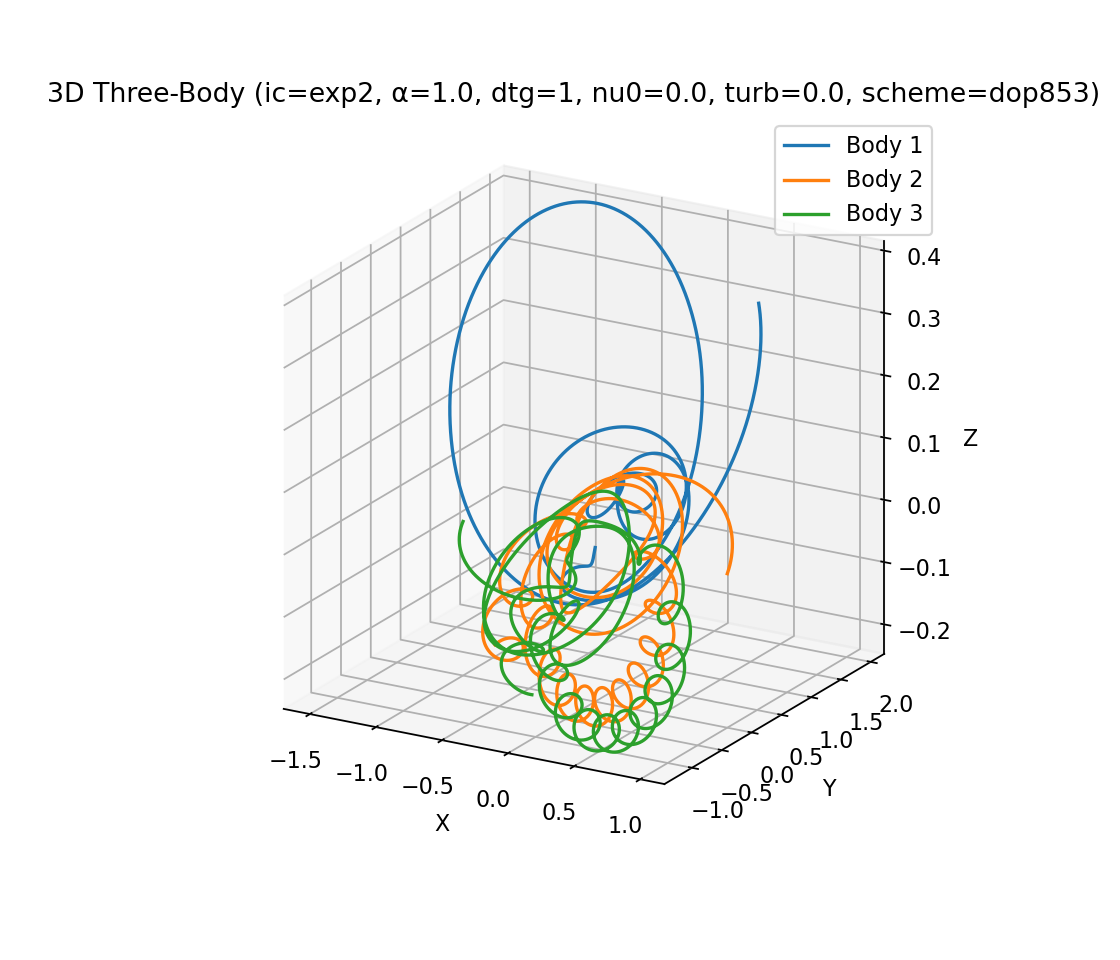 3D Three-Body (ic=exp2, α=1.0, dtg=1, nu0=0.0, turb=0.0, scheme=dop853)
Body 1
Body 2
Body 3
0.4
0.3
0.2
0.1
0.0
−0.1
−0.2
Z
2.0
1.5
1.0
0.5
0.0
−0.5
−1.0
Y
−1.5
−1.0
−0.5
0.0
0.5
1.0
X